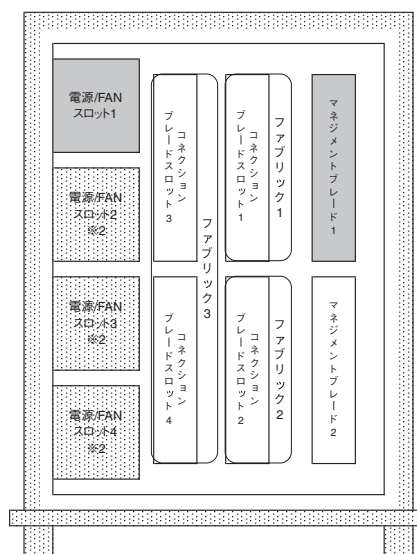 電源/FAN
スロット1
電源/FAN
スロット2
※2
電源/FAN
スロット3
※2
電源/FAN
スロット4
※2
コネクション
ブレードスロット3
コネクション
ブレードスロット4
ファブリック3
コネクション
ブレードスロット1
ファブリック1
コネクション
ブレードスロット2
ファブリック2
マネジメントブレード1
マネジメントブレード2